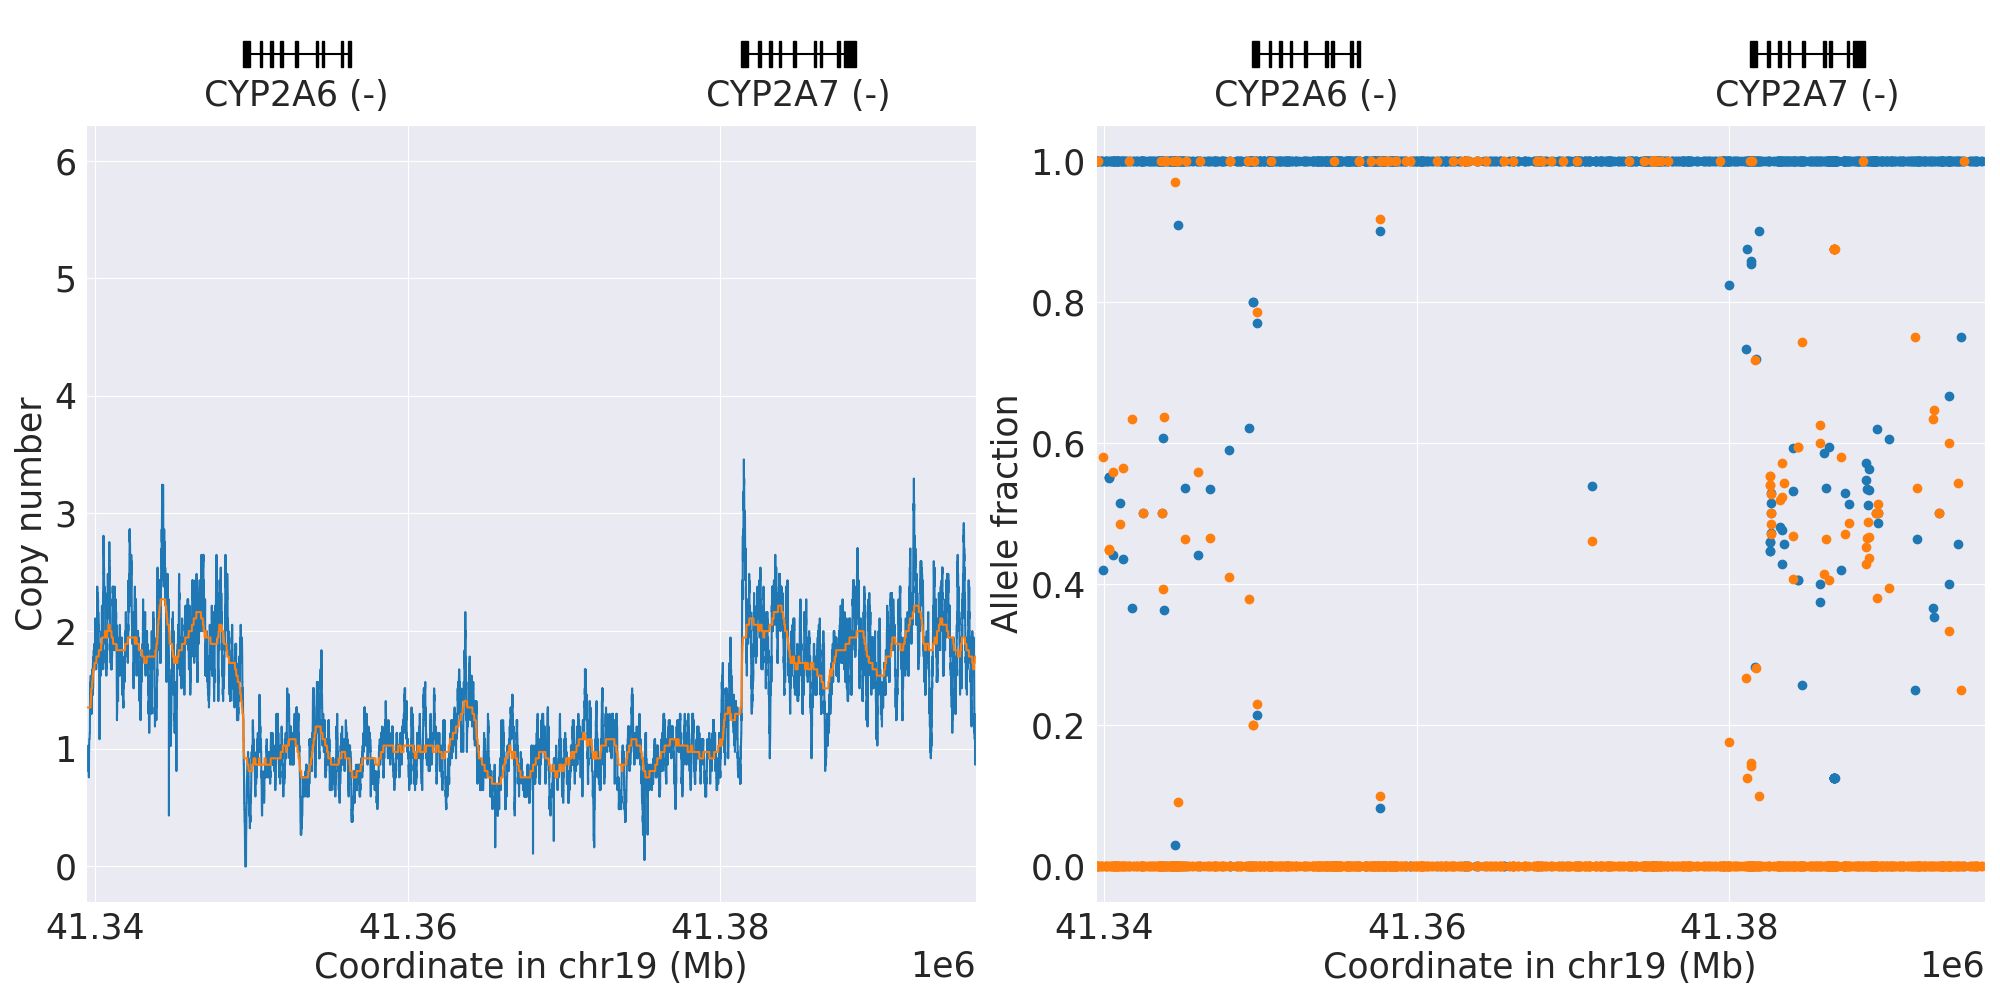 CYP2A6 (-)
CYP2A7 (-)
CYP2A6 (-)
CYP2A7 (-)
Copy number
6
5
4
3
2
1
0
41.34
41.36
41.38
Coordinate in chr19 (Mb)
1e6
Allele fraction
1.0
0.8
0.6
0.4
0.2
0.0
41.34
41.36
41.38
Coordinate in chr19 (Mb)
1e6